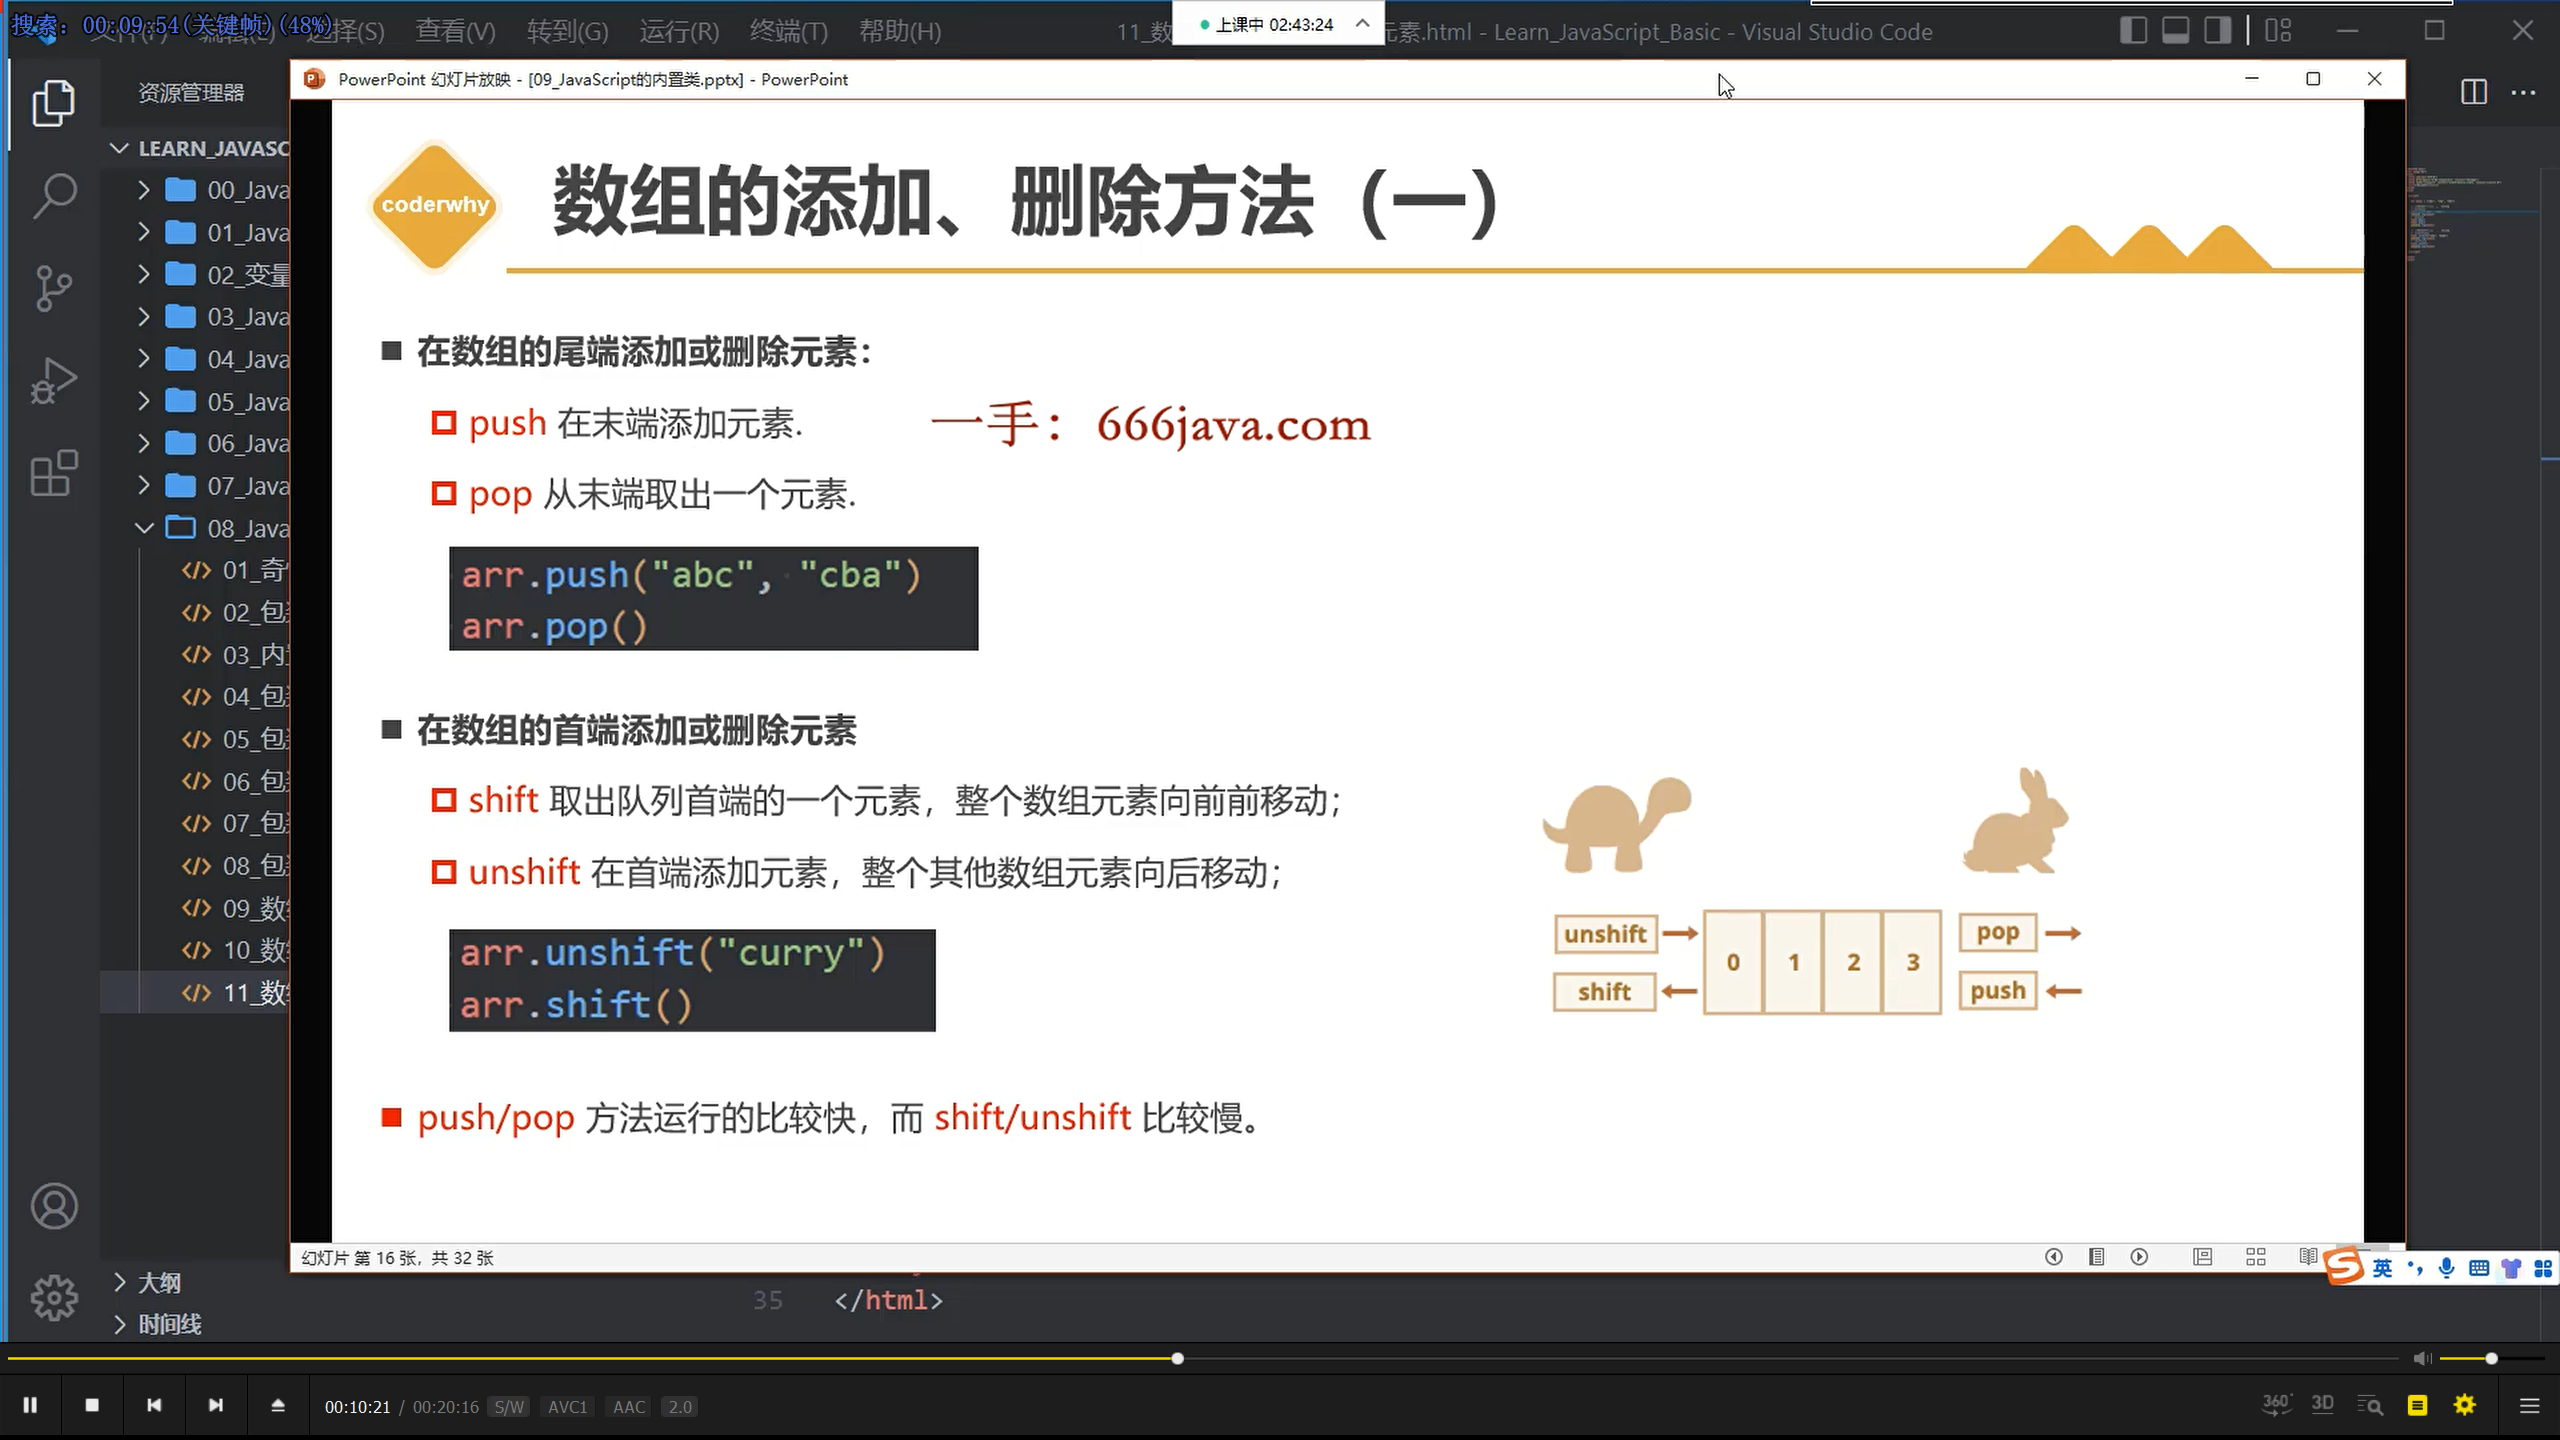 搜索: 00:09:54(关键帧)(48%)
选择(S) 查看(V) 转到(G) 运行(R) 终端(T) 帮助(H)
上课中 02:43:24
11_数
元素.html - Learn_JavaScript_Basic - Visual Studio Code
资源管理器
PowerPoint 幻灯片放映 - [09_JavaScript的内置类.pptx] - PowerPoint
LEARN_JAVASC
00_Java
01_Java
02_变量
03_Java
04_Java
05_Java
06_Java
07_Java
08_Java
01_奇
02_包
03_内
04_包
05_包
06_包
07_包
08_包
09_数
10_数
11_数
大纲
时间线
coderwhy
数组的添加、删除方法（一）
在数组的尾端添加或删除元素：
push 在末端添加元素.
一手： 666java.com
pop 从末端取出一个元素.
arr.push("abc", "cba")
arr.pop()
在数组的首端添加或删除元素
shift 取出队列首端的一个元素，整个数组元素向前前移动；
unshift 在首端添加元素，整个其他数组元素向后移动；
arr.unshift("curry")
arr.shift()
unshift
shift
0 1 2 3
pop
push
push/pop 方法运行的比较快，而 shift/unshift 比较慢。
幻灯片 第 16 张，共 32 张
英
35 </html>
00:10:21 / 00:20:16 S/W AVC1 AAC 2.0
360° 3D